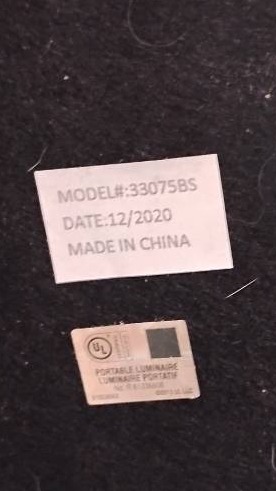 MODEL#:33075BS
DATE:12/2020
MADE IN CHINA
UL
PORTABLE LUMINAIRE
LUMINAIRE PORTATIF